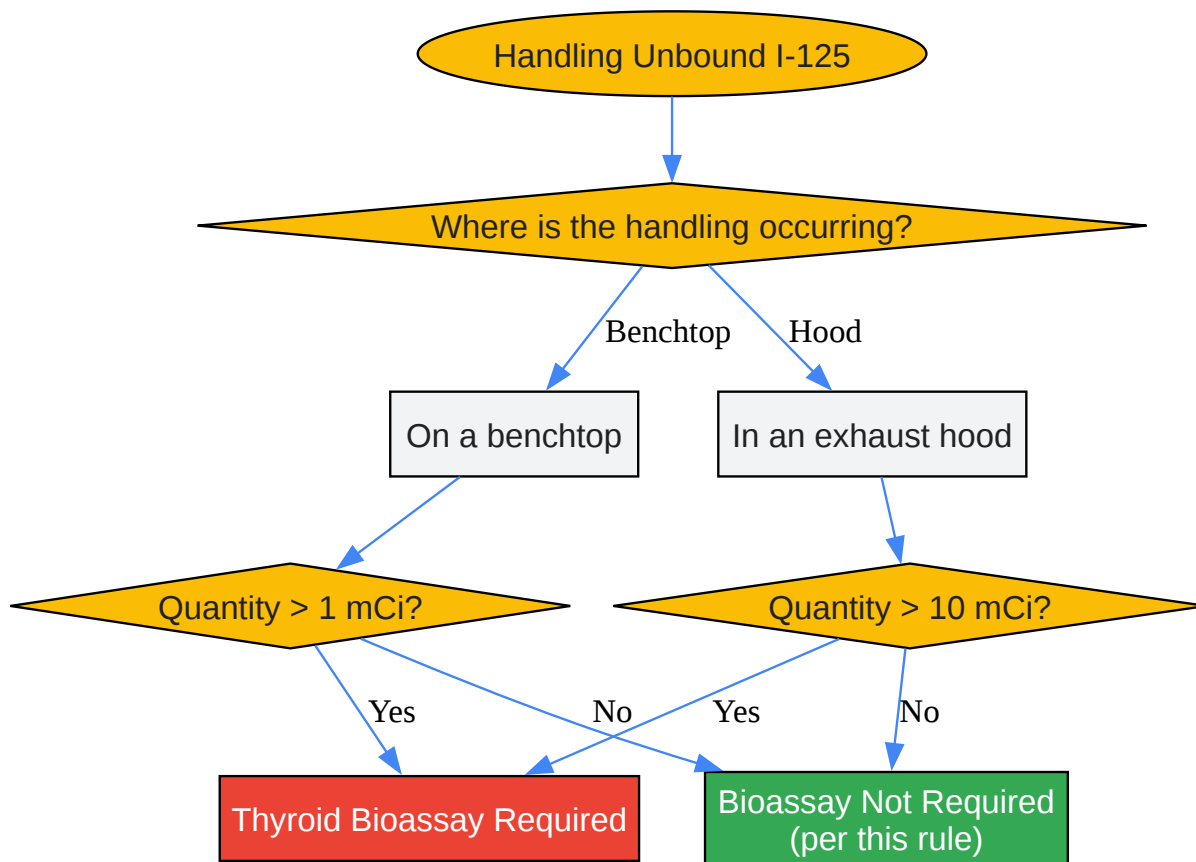 Handling Unbound I-125
Where is the handling occurring?
Benchtop
Hood
On a benchtop
In an exhaust hood
Quantity > 1 mCi?
Quantity > 10 mCi?
Yes
No
Yes
No
Thyroid Bioassay Required
Bioassay Not Required
(per this rule)